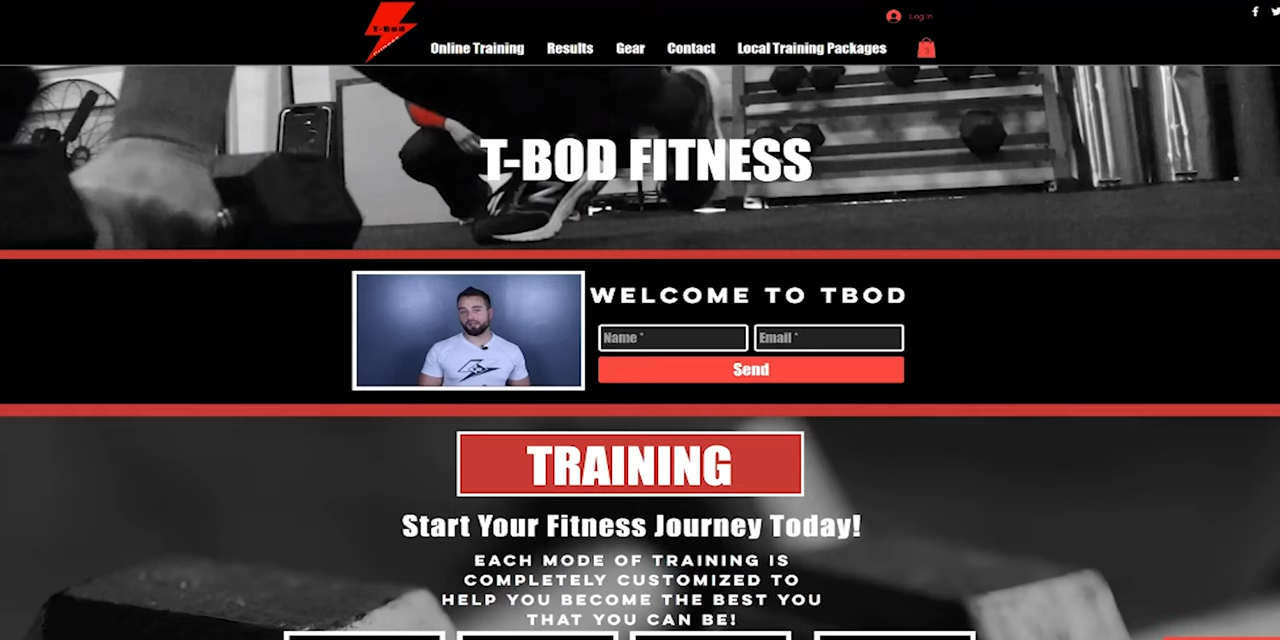 T-Bod
Fitness
Log In
Online Training
Results
Gear
Contact
Local Training Packages
T-BOD FITNESS
WELCOME TO TBOD
Name *
Email *
Send
TRAINING
Start Your Fitness Journey Today!
EACH MODE OF TRAINING IS
COMPLETELY CUSTOMIZED TO
HELP YOU BECOME THE BEST YOU
THAT YOU CAN BE!